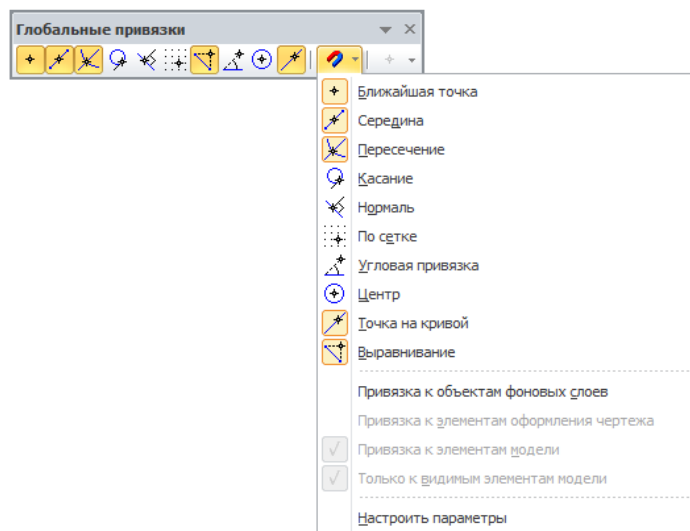 Глобальные привязки
Ближайшая точка
Середина
Пересечение
Касание
Нормаль
По сетке
Угловая привязка
Центр
Точка на кривой
Выравнивание
Привязка к объектам фоновых слоев
Привязка к элементам оформления чертежа
Привязка к элементам модели
Только к видимым элементам модели
Настроить параметры